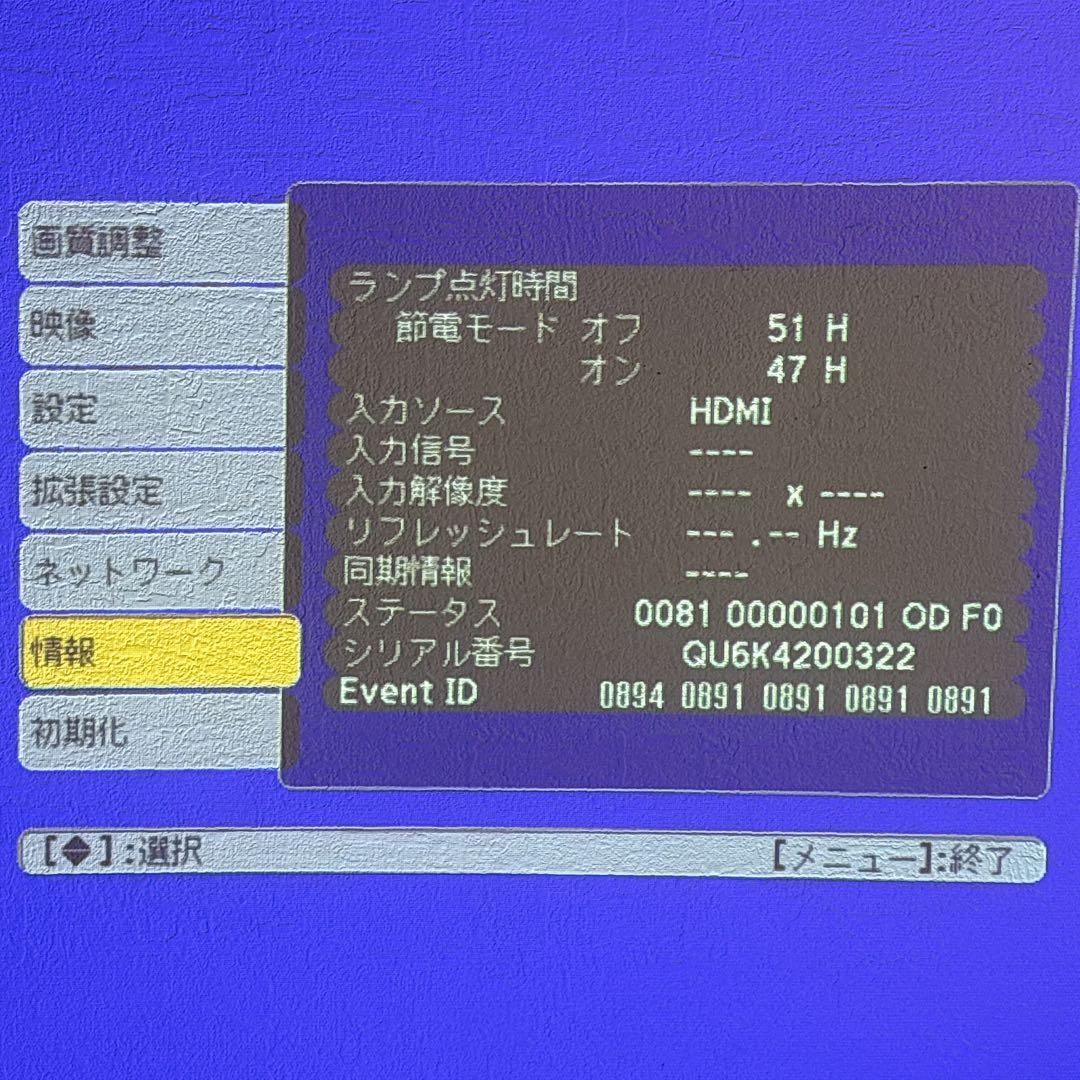 画質調整
映像
設定
拡張設定
ネットワーク
情報
初期化
ランプ点灯時間
節電モード オフ 51 H
オン 47 H
入力ソース HDMI
入力信号 ----
入力解像度 ---- x ----
リフレッシュレート --- .-- Hz
同期情報 ----
ステータス 0081 00000101 OD F0
シリアル番号 QU6K4200322
Event ID 0894 0891 0891 0891 0891
[◆]:選択 [メニュー]:終了